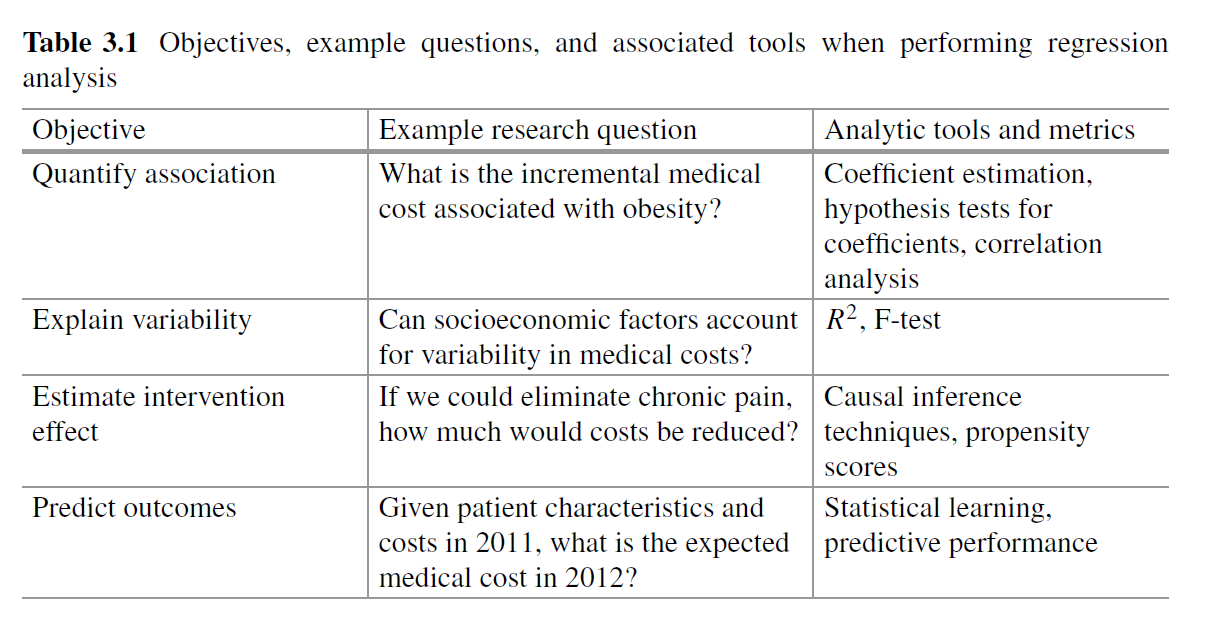 Table 3.1 Objectives, example questions, and associated tools when performing regression
analysis
Objective
Example research question
Analytic tools and metrics
Quantify association
What is the incremental medical
cost associated with obesity?
Coefficient estimation,
hypothesis tests for
coefficients, correlation
analysis
Explain variability
Can socioeconomic factors account
for variability in medical costs?
R², F-test
Estimate intervention
effect
If we could eliminate chronic pain,
how much would costs be reduced?
Causal inference
techniques, propensity
scores
Predict outcomes
Given patient characteristics and
costs in 2011, what is the expected
medical cost in 2012?
Statistical learning,
predictive performance